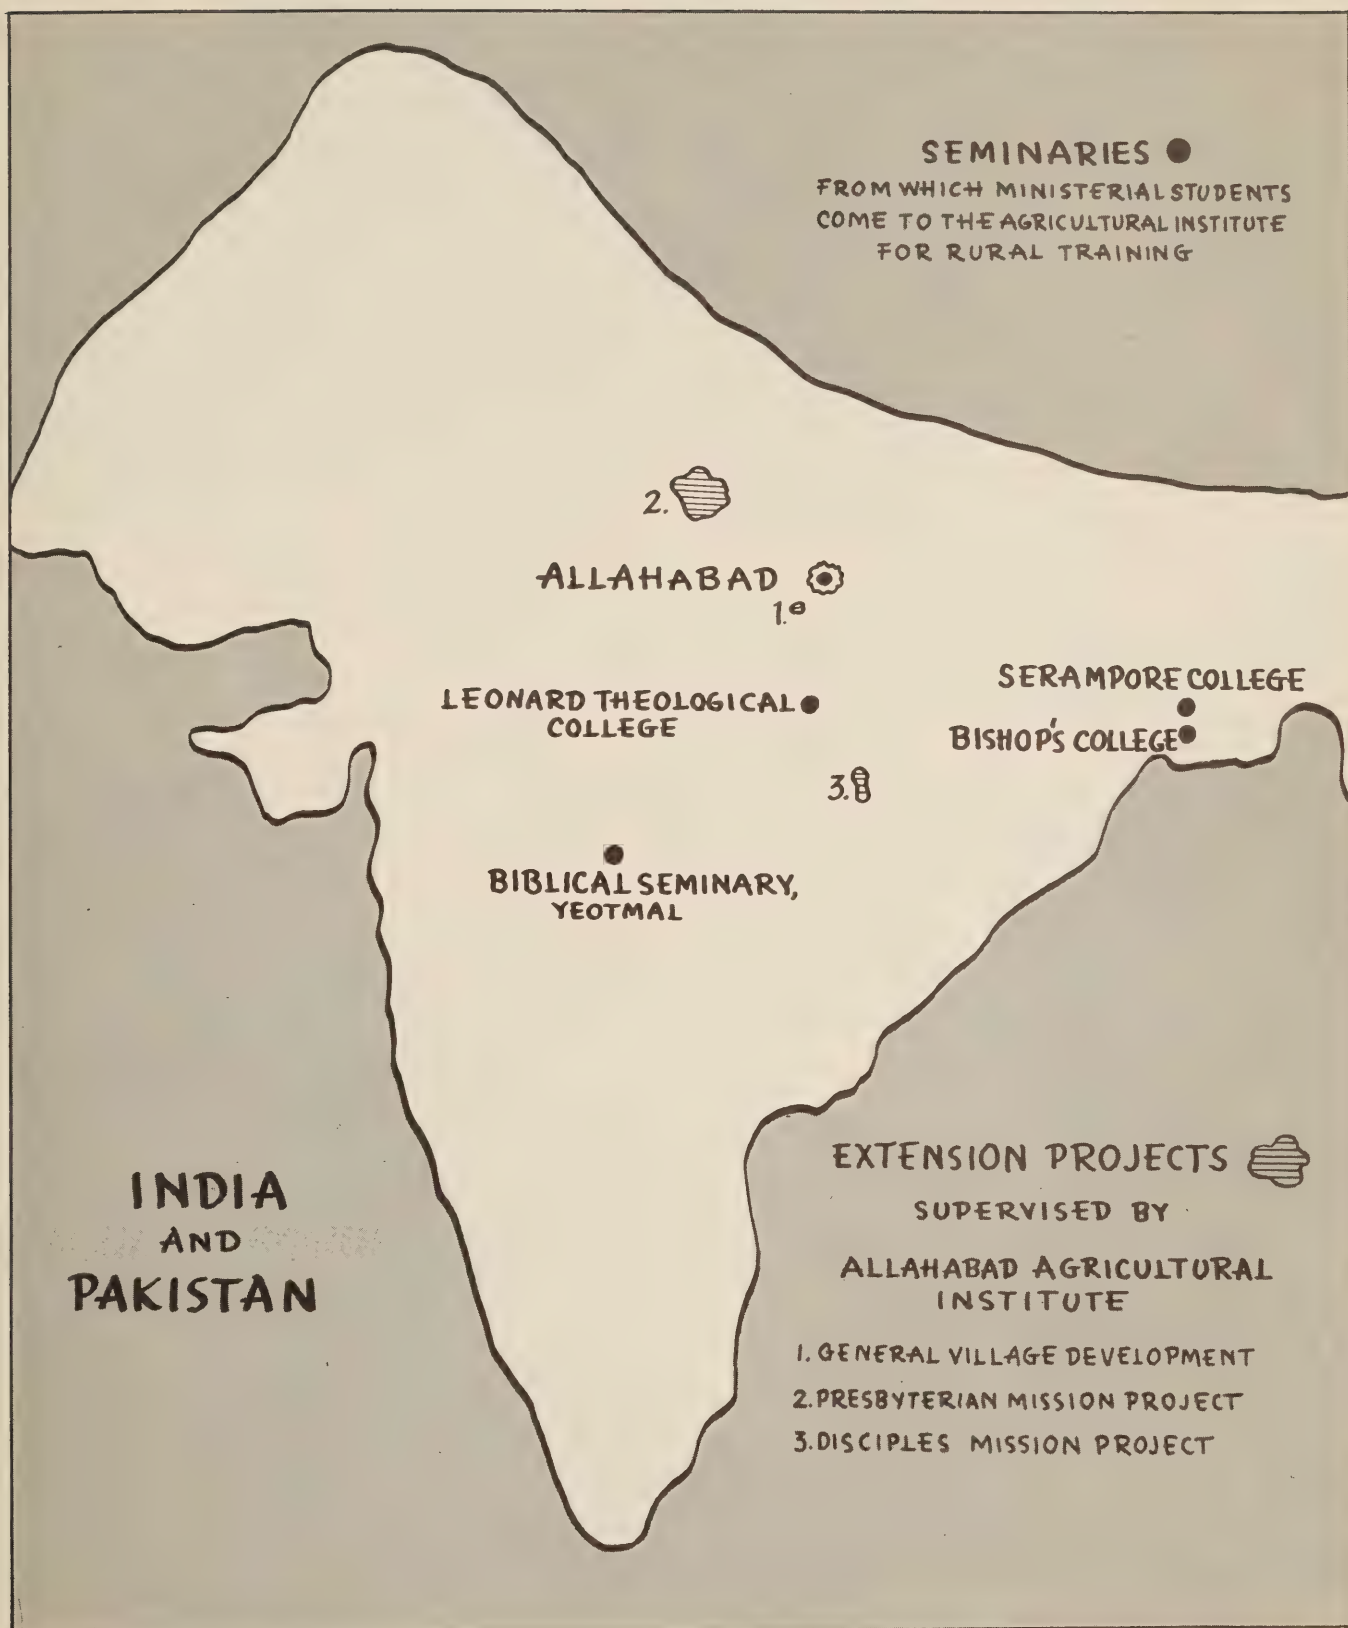 SEMINARIES
FROM WHICH MINISTERIAL STUDENTS
COME TO THE AGRICULTURAL INSTITUTE
FOR RURAL TRAINING
2.
ALLAHABAD
1.
SERAMPORE COLLEGE
LEONARD THEOLOGICAL
COLLEGE
BISHOP'S COLLEGE
3.
BIBLICAL SEMINARY,
YEOTMAL
INDIA
AND
PAKISTAN
EXTENSION PROJECTS
SUPERVISED BY
ALLAHABAD AGRICULTURAL
INSTITUTE
1. GENERAL VILLAGE DEVELOPMENT
2. PRESBYTERIAN MISSION PROJECT
3. DISCIPLES MISSION PROJECT